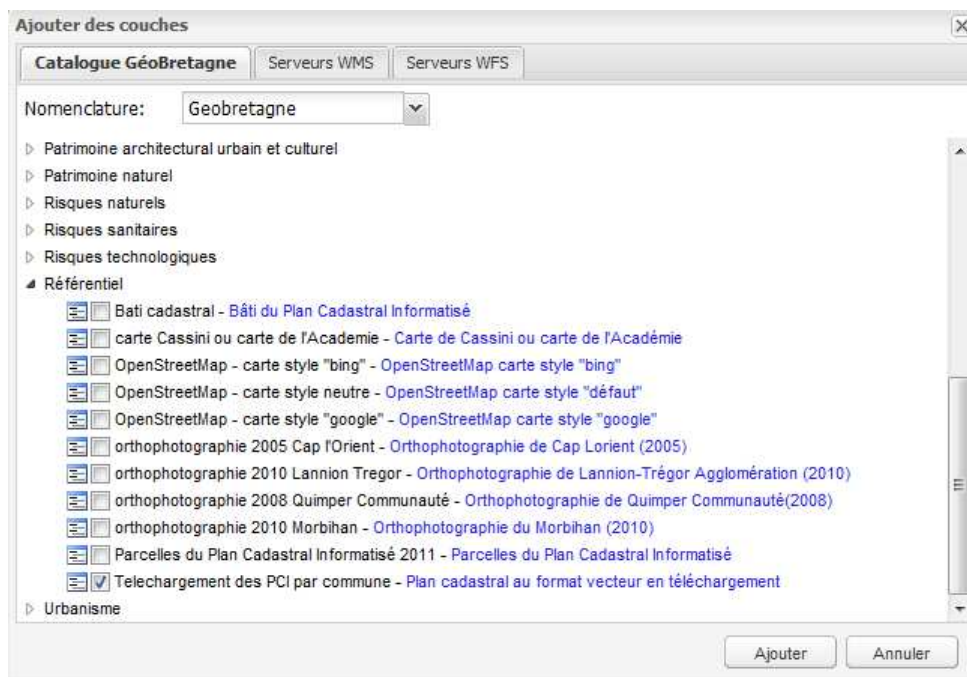 Ajouter des couches
Catalogue GéoBretagne Serveurs WMS Serveurs WFS
Nomenclature: Geobretagne
Patrimoine architectural urbain et culturel
Patrimoine naturel
Risques naturels
Risques sanitaires
Risques technologiques
Référentiel
Bati cadastral - Bâti du Plan Cadastral Informatisé
carte Cassini ou carte de l'Academie - Carte de Cassini ou carte de l'Académie
OpenStreetMap - carte style "bing" - OpenStreetMap carte style "bing"
OpenStreetMap - carte style neutre - OpenStreetMap carte style "défaut"
OpenStreetMap - carte style "google" - OpenStreetMap carte style "google"
orthophotographie 2005 Cap l'Orient - Orthophotographie de Cap Lorient (2005)
orthophotographie 2010 Lannion Tregor - Orthophotographie de Lannion-Trégor Agglomération (2010)
orthophotographie 2008 Quimper Communauté - Orthophotographie de Quimper Communauté(2008)
orthophotographie 2010 Morbihan - Orthophotographie du Morbihan (2010)
Parcelles du Plan Cadastral Informatisé 2011 - Parcelles du Plan Cadastral Informatisé
Telechargement des PCI par commune - Plan cadastral au format vecteur en téléchargement
Urbanisme
Ajouter Annuler